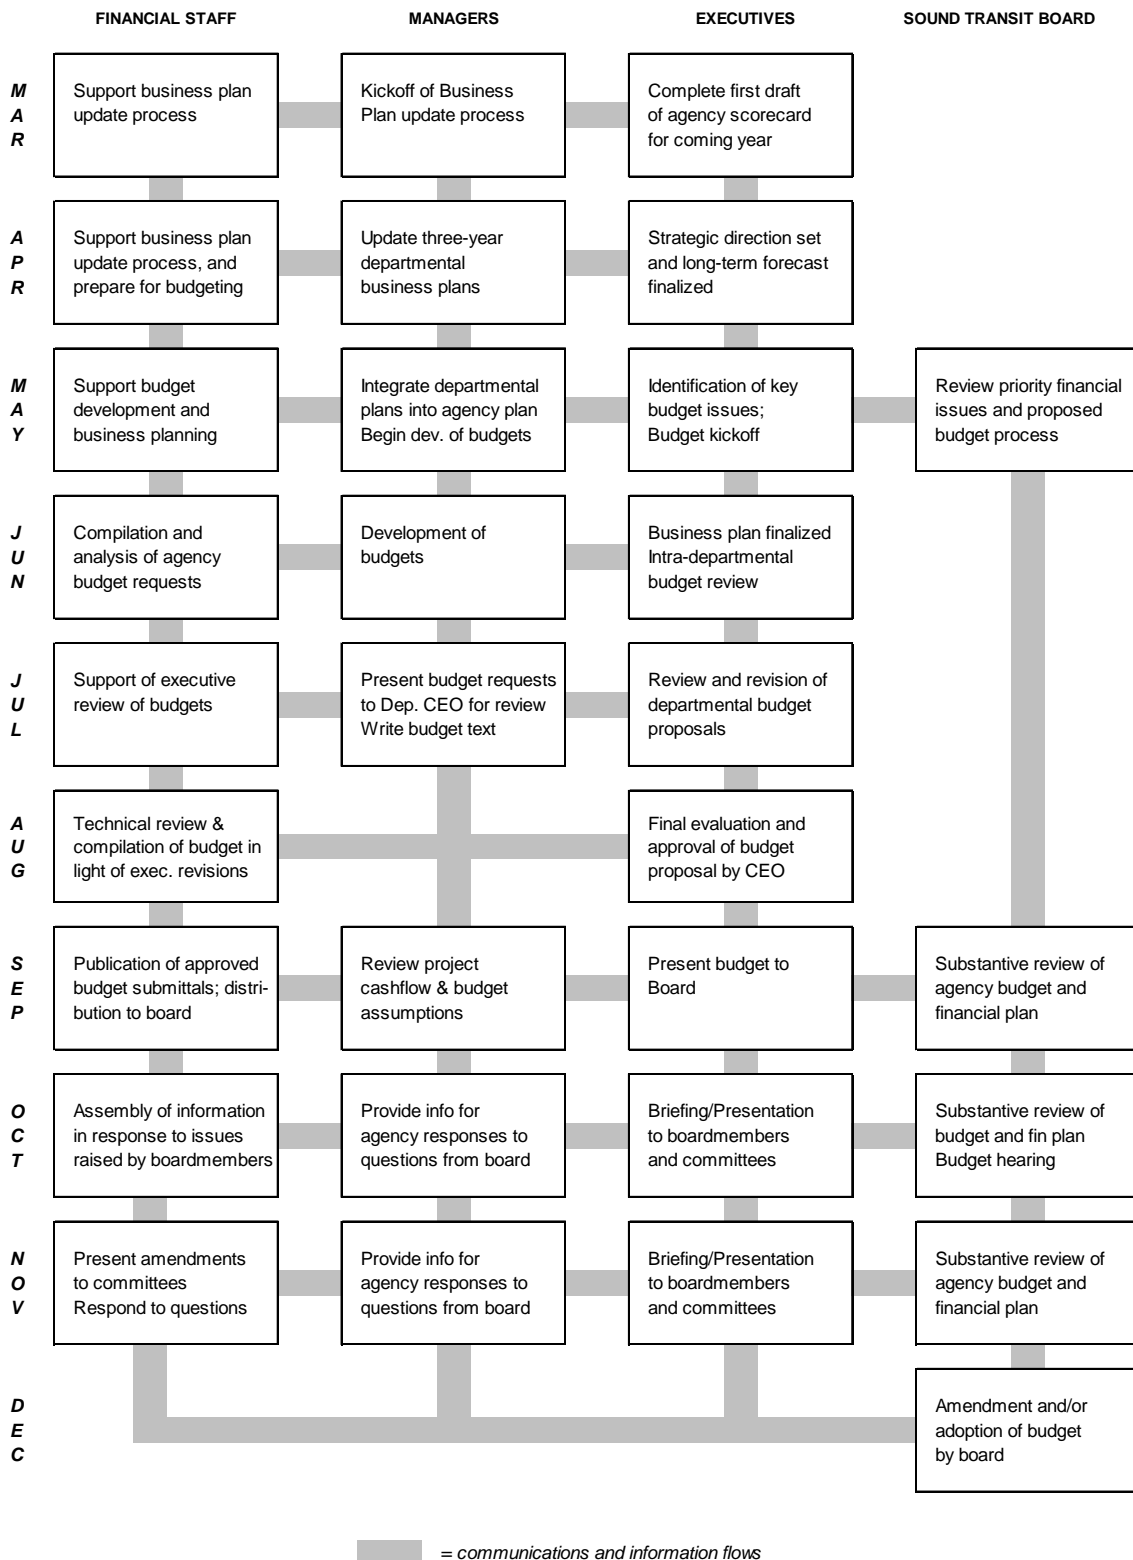 FINANCIAL STAFF
MANAGERS
EXECUTIVES
SOUND TRANSIT BOARD
M
A
R
Support business plan
update process
Kickoff of Business
Plan update process
Complete first draft
of agency scorecard
for coming year
A
P
R
Support business plan
update process, and
prepare for budgeting
Update three-year
departmental
business plans
Strategic direction set
and long-term forecast
finalized
M
A
Y
Support budget
development and
business planning
Integrate departmental
plans into agency plan
Begin dev. of budgets
Identification of key
budget issues;
Budget kickoff
Review priority financial
issues and proposed
budget process
J
U
N
Compilation and
analysis of agency
budget requests
Development of
budgets
Business plan finalized
Intra-departmental
budget review
J
U
L
Support of executive
review of budgets
Present budget requests
to Dep. CEO for review
Write budget text
Review and revision of
departmental budget
proposals
A
U
G
Technical review &
compilation of budget in
light of exec. revisions
Final evaluation and
approval of budget
proposal by CEO
S
E
P
Publication of approved
budget submittals; distri-
bution to board
Review project
cashflow & budget
assumptions
Present budget to
Board
Substantive review of
agency budget and
financial plan
O
C
T
Assembly of information
in response to issues
raised by boardmembers
Provide info for
agency responses to
questions from board
Briefing/Presentation
to boardmembers
and committees
Substantive review of
budget and fin plan
Budget hearing
N
O
V
Present amendments
to committees
Respond to questions
Provide info for
agency responses to
questions from board
Briefing/Presentation
to boardmembers
and committees
Substantive review of
agency budget and
financial plan
D
E
C
Amendment and/or
adoption of budget
by board
= communications and information flows